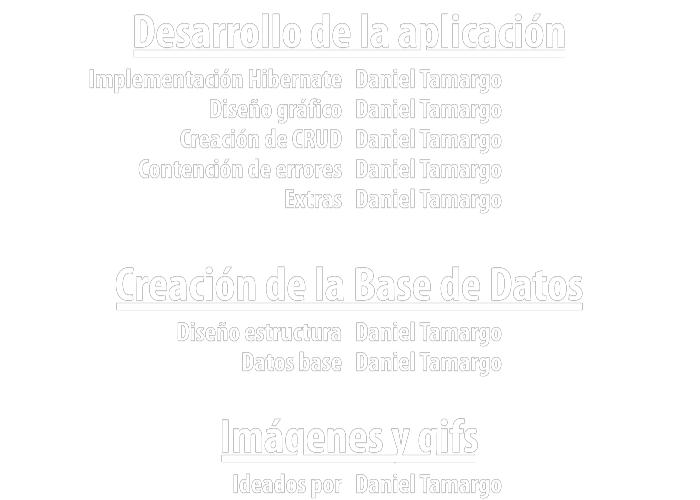 Desarrollo de la aplicación
Implementación Hibernate Daniel Tamargo
Diseño gráfico Daniel Tamargo
Creación de CRUD Daniel Tamargo
Contención de errores Daniel Tamargo
Extras Daniel Tamargo
Creación de la Base de Datos
Diseño estructura Daniel Tamargo
Datos base Daniel Tamargo
Imágenes y gifs
Ideados por Daniel Tamargo